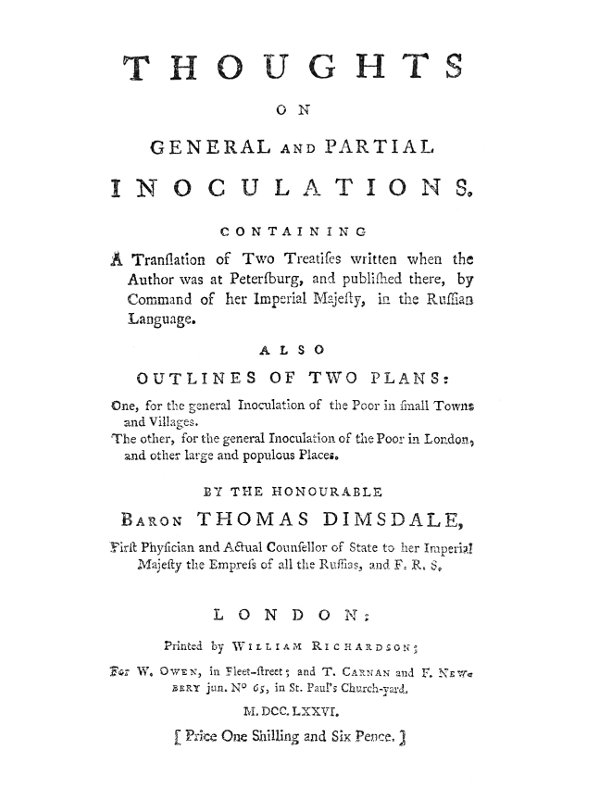 THOUGHTS
ON
GENERAL AND PARTIAL
INOCULATIONS.
CONTAINING
A Tranſlation of Two Treatiſes written when the
Author was at Peterſburg, and publiſhed there, by
Command of her Imperial Majeſty, in the Ruſſian
Language.
ALSO
OUTLINES OF TWO PLANS:
One, for the general Inoculation of the Poor in ſmall Towns
and Villages.
The other, for the general Inoculation of the Poor in London,
and other large and populous Places.
BY THE HONOURABLE
BARON THOMAS DIMSDALE,
Firſt Phyſician and Actual Counſellor of State to her Imperial
Majeſty the Empreſs of all the Ruſſias, and F. R. S.
LONDON:
Printed by WILLIAM RICHARDSON;
For W. OWEN, in Fleet-ſtreet; and T. CARNAN and F. NEW-
BERY jun. Nº 65, in St. Paul's Church-yard.
M.DCC.LXXVI.
[ Price One Shilling and Six Pence. ]